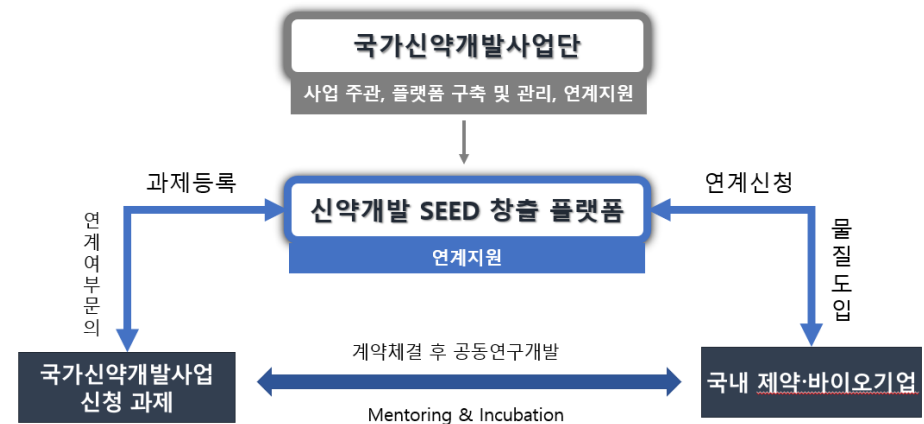 국가신약개발사업단
사업 주관, 플랫폼 구축 및 관리, 연계지원
과제등록
연계신청
신약개발 SEED 창출 플랫폼
연계지원
연계여부문의
물질도입
계약체결 후 공동연구개발
국가신약개발사업
신청 과제
국내 제약·바이오기업
Mentoring & Incubation